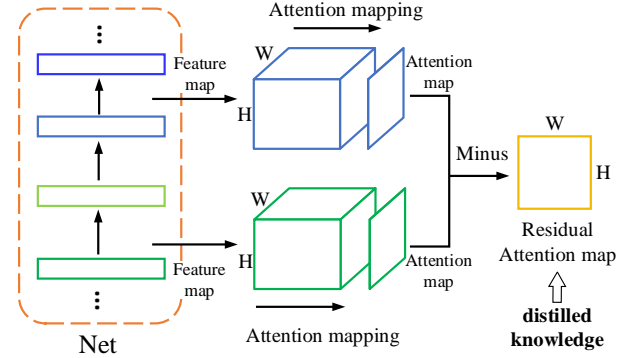 Attention mapping
Feature
map
W
H
Attention
map
Minus
W
H
Residual
Attention map
distilled
knowledge
W
H
Feature
map
Attention
map
Attention mapping
Net